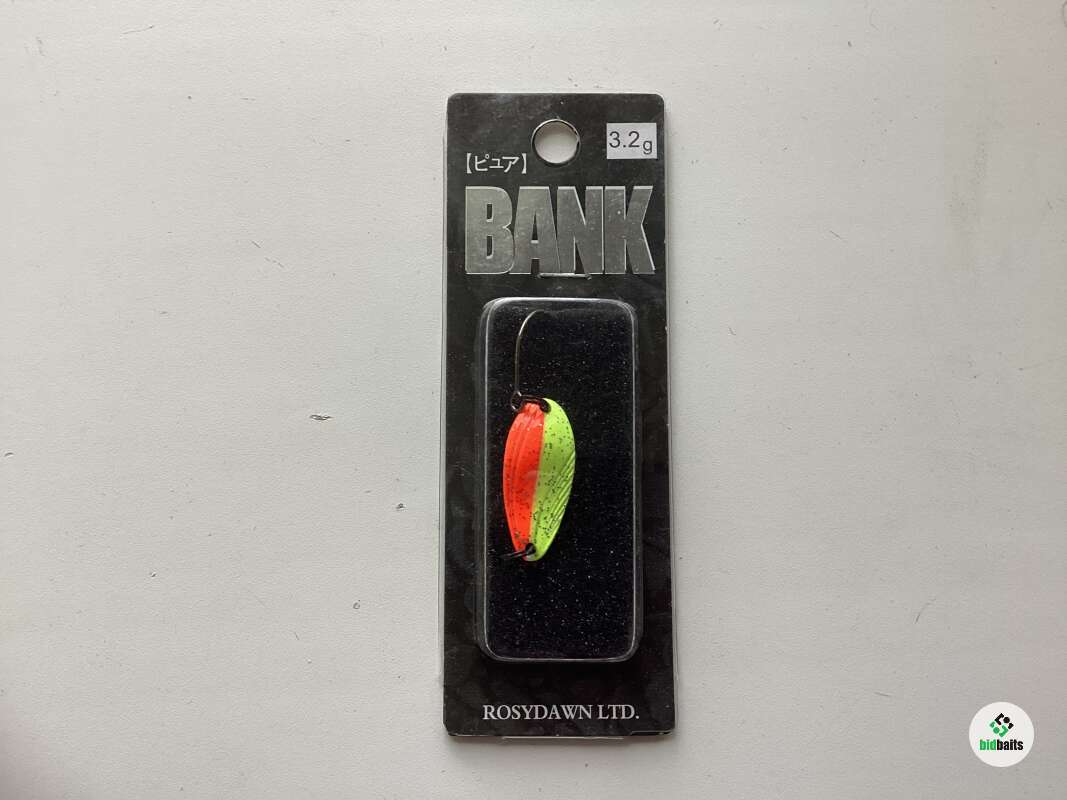 3.2g
【ピュア】
BANK
ROSYDAWN LTD.
bidbaits